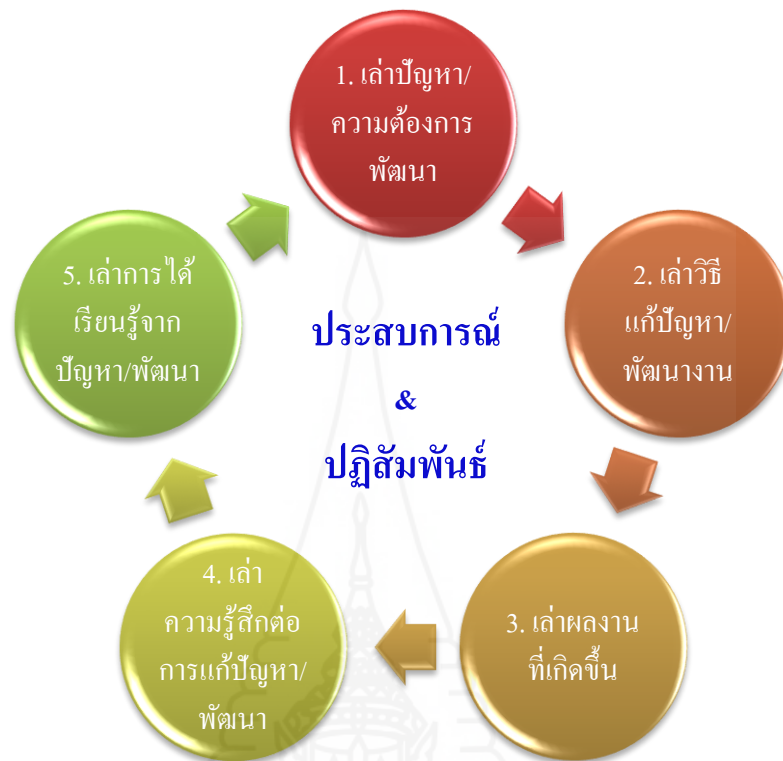 1. เล่าปัญหา/
ความต้องการ
พัฒนา
2. เล่าวิธี
แก้ปัญหา/
พัฒนางาน
3. เล่าผลงาน
ที่เกิดขึ้น
4. เล่า
ความรู้สึกต่อ
การแก้ปัญหา/
พัฒนา
5. เล่าการได้
เรียนรู้จาก
ปัญหา/พัฒนา
ประสบการณ์
&
ปฏิสัมพันธ์